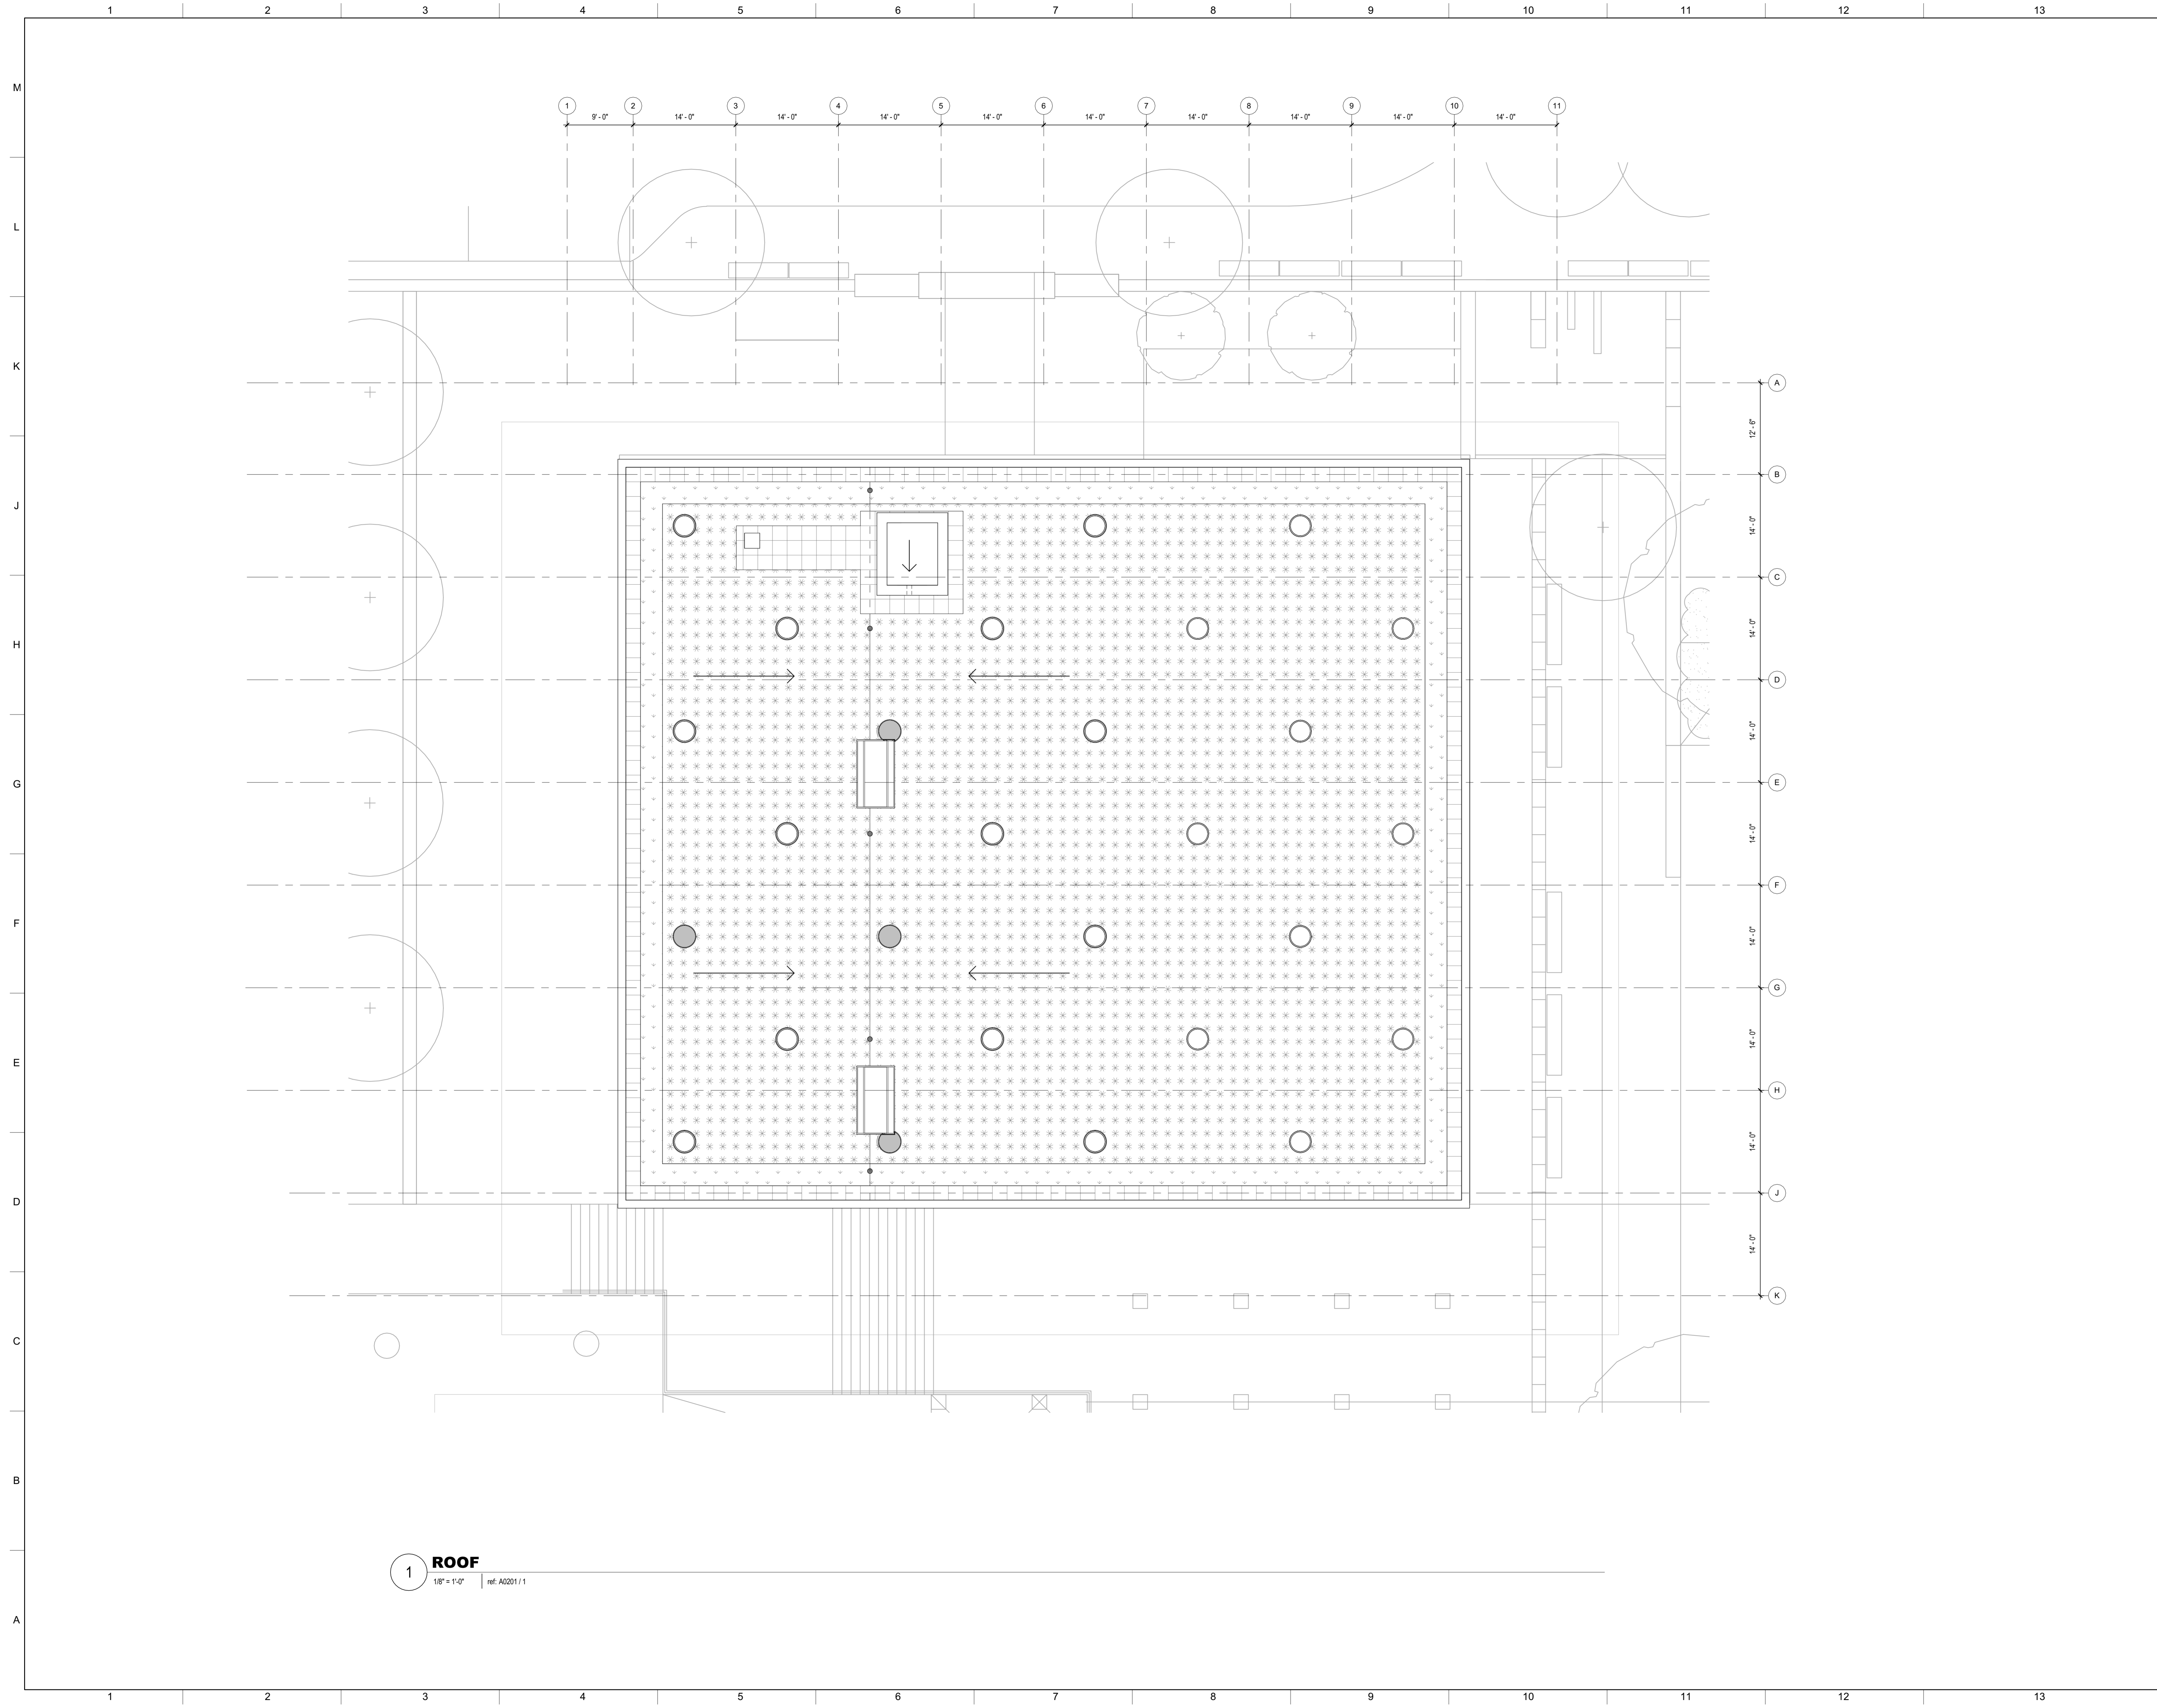 1 2 3 4 5 6 7 8 9 10 11 12 13
M
1 2 3 4 5 6 7 8 9 10 11
9' - 0" 14' - 0" 14' - 0" 14' - 0" 14' - 0" 14' - 0" 14' - 0" 14' - 0" 14' - 0" 14' - 0"
L
K
A
12' - 6"
B
J
14' - 0"
C
14' - 0"
H
D
14' - 0"
G
E
14' - 0"
F
F
14' - 0"
G
14' - 0"
E
H
14' - 0"
D
J
14' - 0"
K
C
B
1 ROOF
1/8" = 1'-0" ref: A0201 / 1
A
1 2 3 4 5 6 7 8 9 10 11 12 13